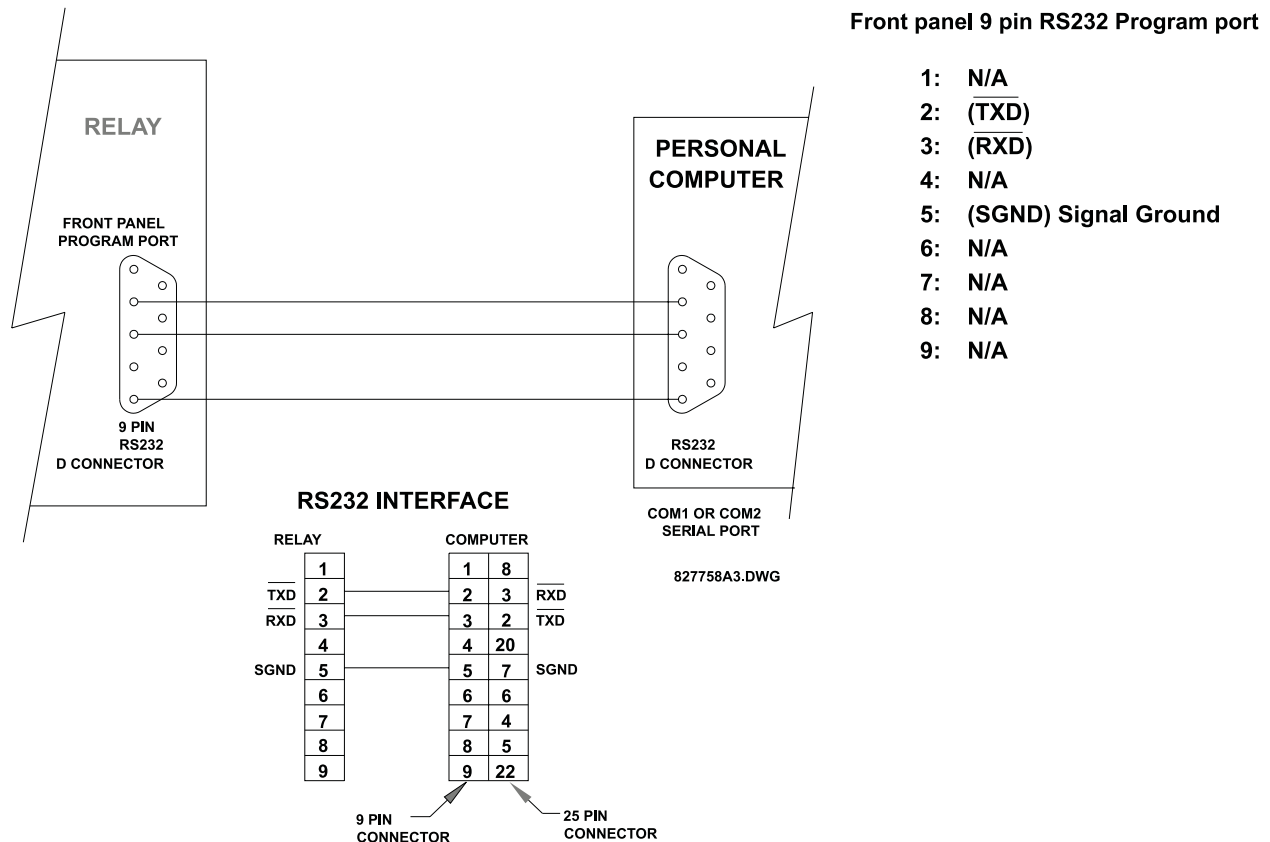 Front panel 9 pin RS232 Program port
1: N/A
2: (TXD)
3: (RXD)
4: N/A
5: (SGND) Signal Ground
6: N/A
7: N/A
8: N/A
9: N/A
RELAY
FRONT PANEL
PROGRAM PORT
9 PIN
RS232
D CONNECTOR
PERSONAL
COMPUTER
RS232
D CONNECTOR
COM1 OR COM2
SERIAL PORT
827758A3.DWG
RS232 INTERFACE
RELAY COMPUTER
1 1 8
TXD 2 2 3 RXD
RXD 3 3 2 TXD
4 4 20
SGND 5 5 7 SGND
6 6 6
7 7 4
8 8 5
9 9 22
9 PIN
CONNECTOR
25 PIN
CONNECTOR